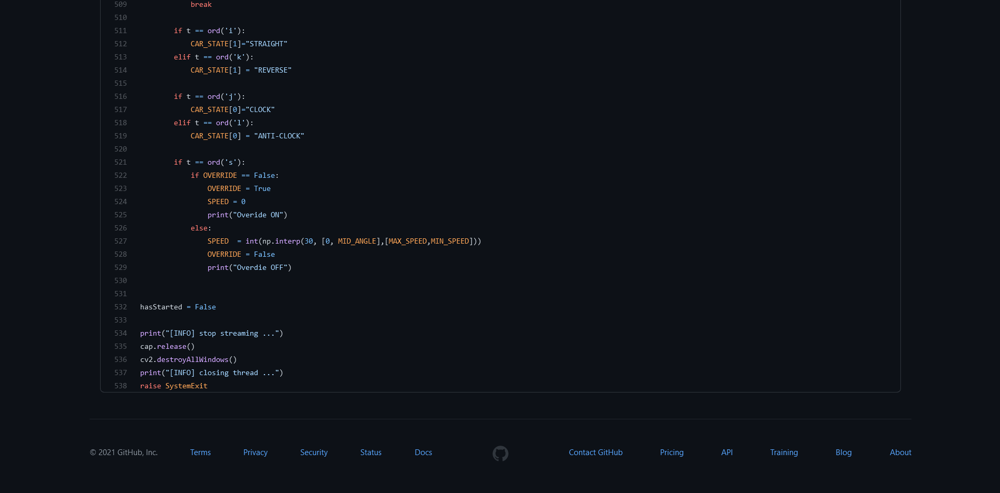 509 break
510
511 if t == ord('i'):
512 CAR_STATE[1]="STRAIGHT"
513 elif t == ord('k'):
514 CAR_STATE[1] = "REVERSE"
515
516 if t == ord('j'):
517 CAR_STATE[0]="CLOCK"
518 elif t == ord('l'):
519 CAR_STATE[0] = "ANTI-CLOCK"
520
521 if t == ord('s'):
522 if OVERRIDE == False:
523 OVERRIDE = True
524 SPEED = 0
525 print("Overide ON")
526 else:
527 SPEED  = int(np.interp(30, [0, MID_ANGLE],[MAX_SPEED,MIN_SPEED]))
528 OVERRIDE = False
529 print("Overdie OFF")
530
531
532 hasStarted = False
533
534 print("[INFO] stop streaming ...")
535 cap.release()
536 cv2.destroyAllWindows()
537 print("[INFO] closing thread ...")
538 raise SystemExit
© 2021 GitHub, Inc. Terms Privacy Security Status Docs Contact GitHub Pricing API Training Blog About